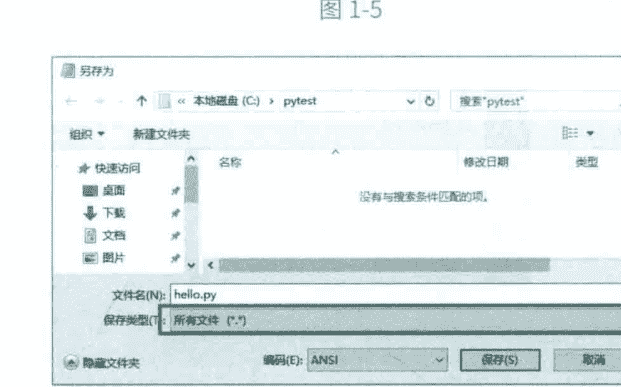 图 1-5
另存为
« 本地磁盘 (C:) › pytest 搜索"pytest"
组织 新建文件夹
快速访问 名称 修改日期 类型
桌面 没有与搜索条件匹配的项。
下载
文档
图片
文件名(N): hello.py
保存类型(T): 所有文件 (*.*)
隐藏文件夹 编码(E): ANSI 保存(S) 取消